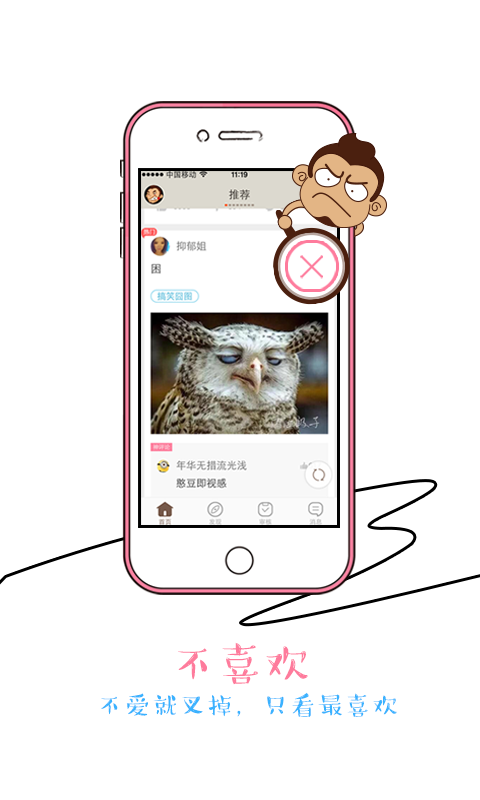 中国移动
11:19
推荐
热门
抑郁姐
困
搞笑囧图
神评论
年华无措流光浅
憨豆即视感
首页
发现
审核
消息
不喜欢
不爱就叉掉，只看最喜欢